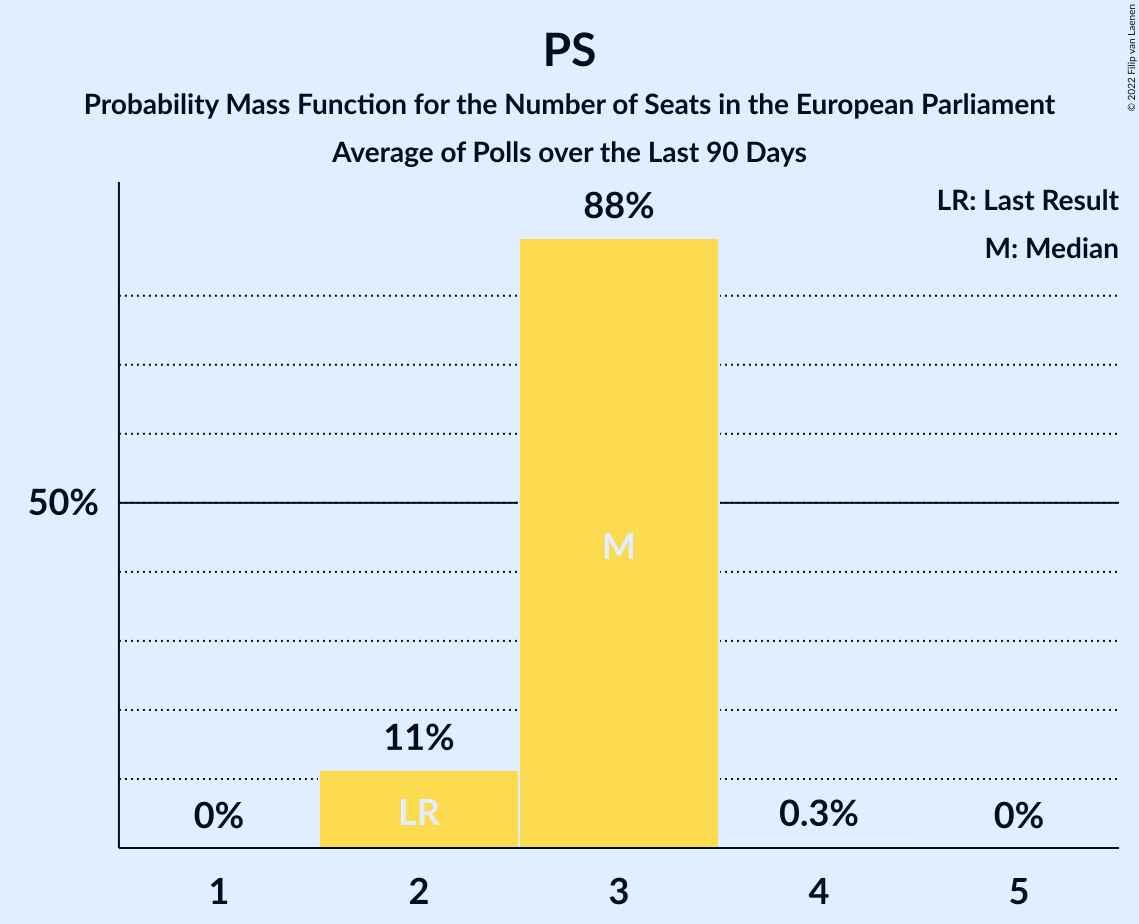 PS
Probability Mass Function for the Number of Seats in the European Parliament
Average of Polls over the Last 90 Days
© 2022 Filip van Laenen
LR: Last Result
M: Median
88%
50%
M
11%
LR
0%
0.3%
0%
1 2 3 4 5